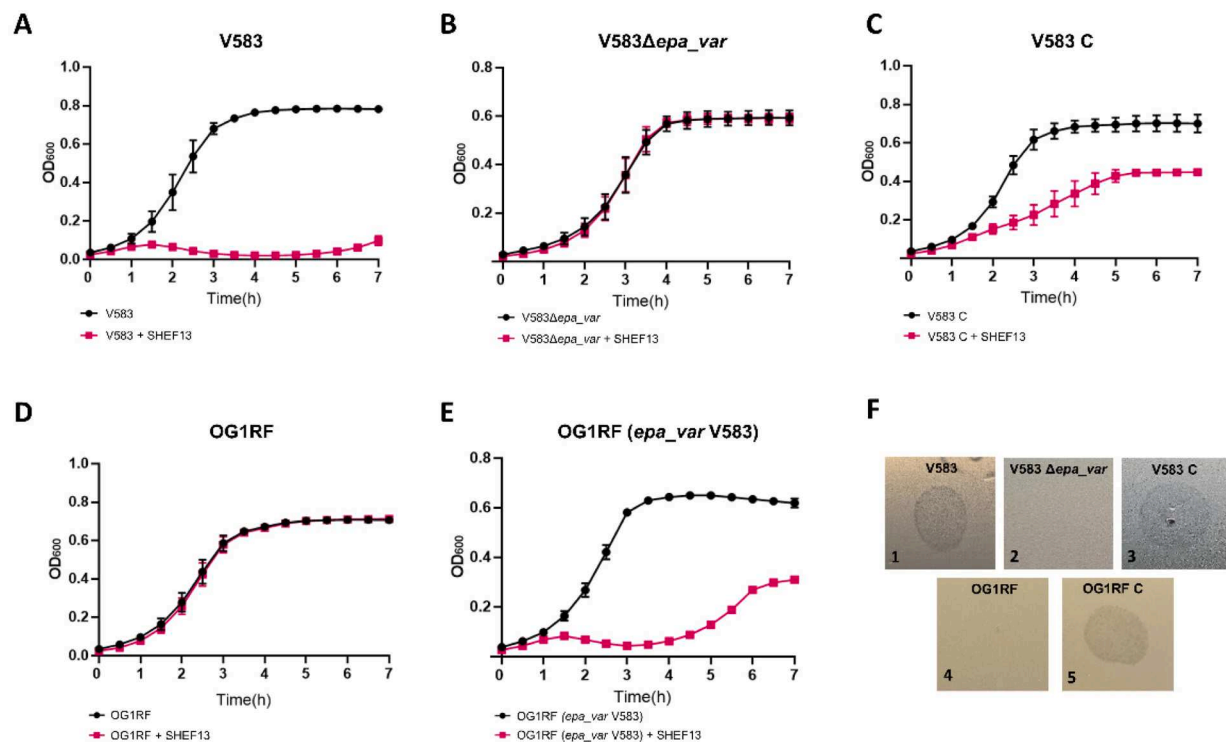 A
V583
1.0
0.8
0.6
0.4
0.2
0.0
OD600
0 1 2 3 4 5 6 7
Time(h)
V583
V583 + SHEF13
B
V583Δepa_var
0.8
0.6
0.4
0.2
OD600
0 1 2 3 4 5 6 7
Time(h)
V583Δepa_var
V583Δepa_var + SHEF13
C
V583 C
1.0
0.8
0.6
0.4
0.2
0.0
OD600
0 1 2 3 4 5 6 7
Time(h)
V583 C
V583 C + SHEF13
D
OG1RF
1.0
0.8
0.6
0.4
0.2
0.0
OD600
0 1 2 3 4 5 6 7
Time(h)
OG1RF
OG1RF + SHEF13
E
OG1RF (epa_var V583)
0.8
0.6
0.4
0.2
OD600
0 1 2 3 4 5 6 7
Time(h)
OG1RF (epa_var V583)
OG1RF (epa_var V583) + SHEF13
F
V583
1
V583 Δepa_var
2
V583 C
3
OG1RF
4
OG1RF C
5